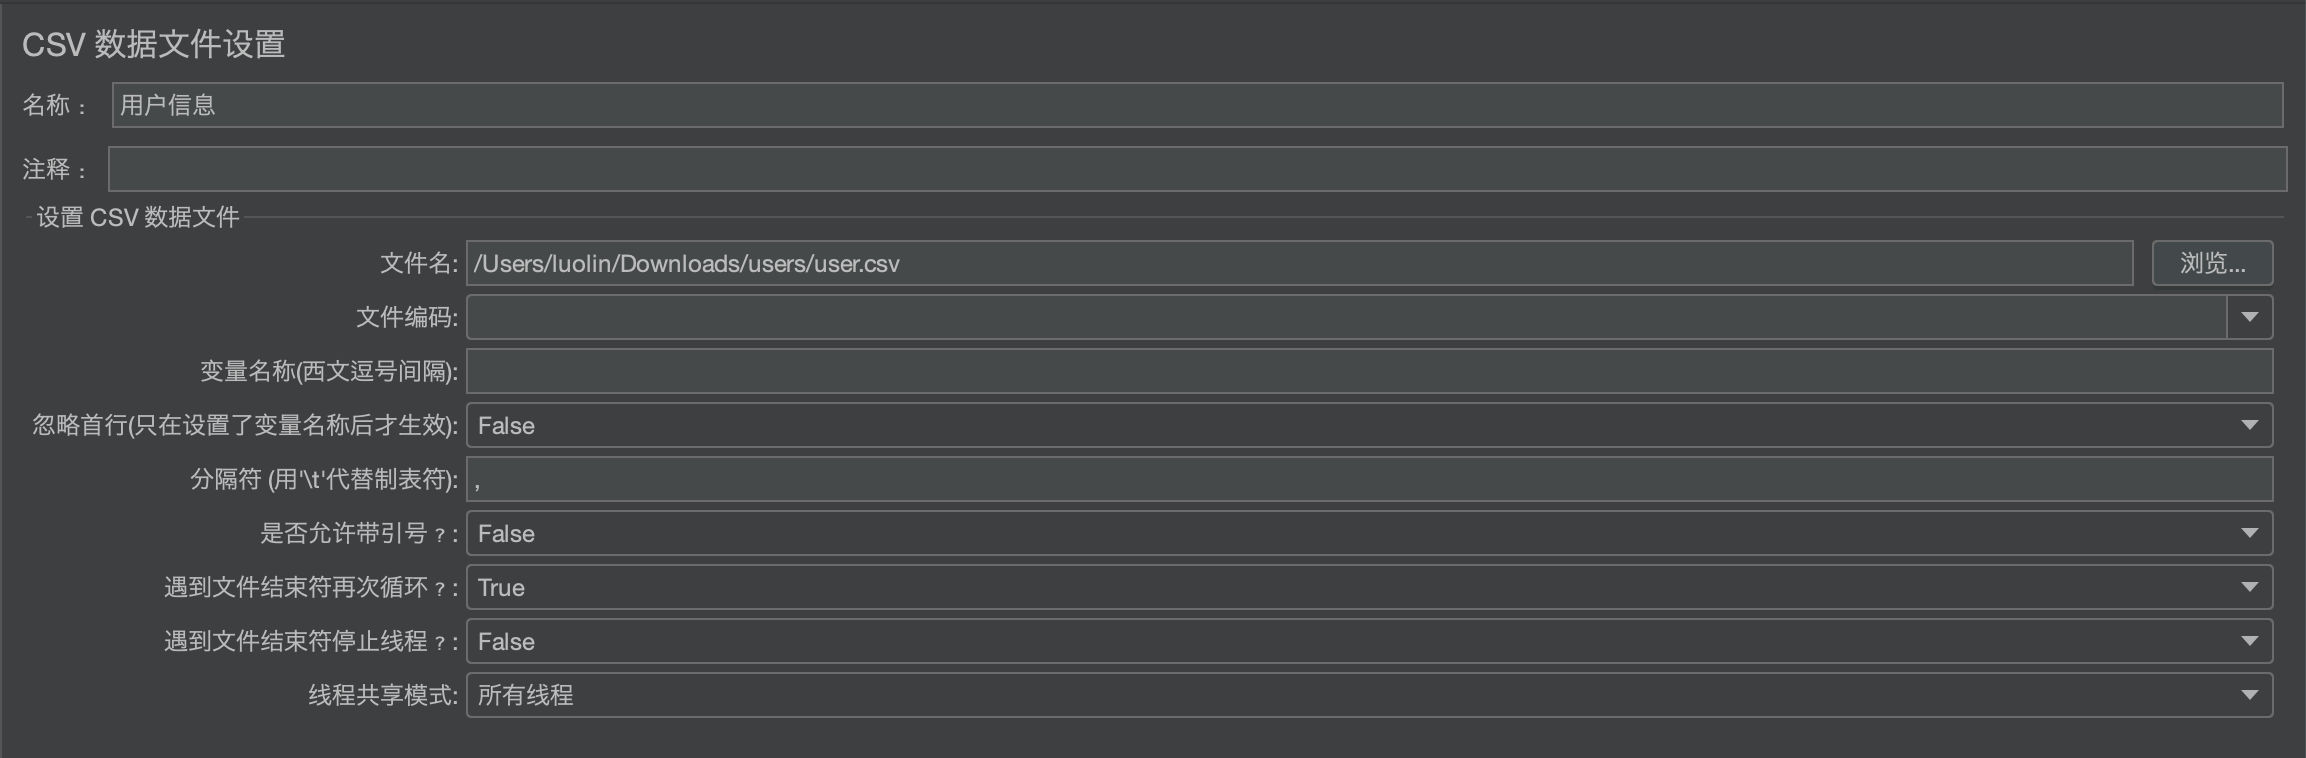 CSV 数据文件设置
名称： 用户信息
注释：
设置 CSV 数据文件
文件名: /Users/luolin/Downloads/users/user.csv 浏览...
文件编码:
变量名称(西文逗号间隔):
忽略首行(只在设置了变量名称后才生效): False
分隔符 (用'\t'代替制表符): ,
是否允许带引号？: False
遇到文件结束符再次循环？: True
遇到文件结束符停止线程？: False
线程共享模式: 所有线程